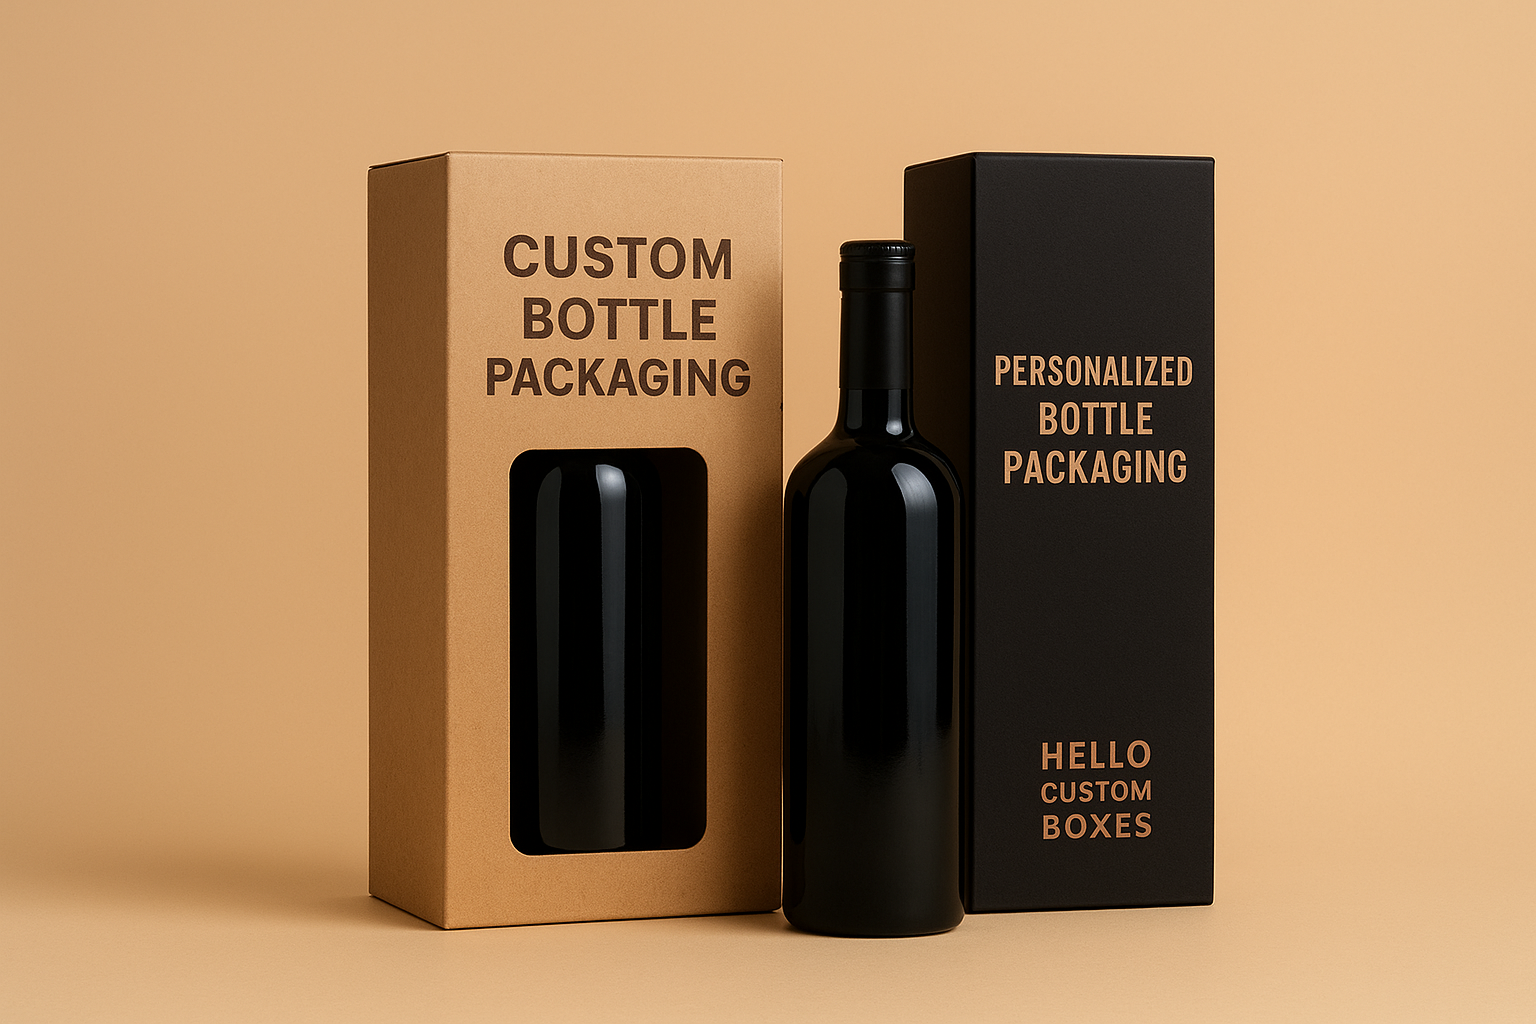 CUSTOM
BOTTLE
PACKAGING
PERSONALIZED
BOTTLE
PACKAGING
HELLO
CUSTOM
BOXES